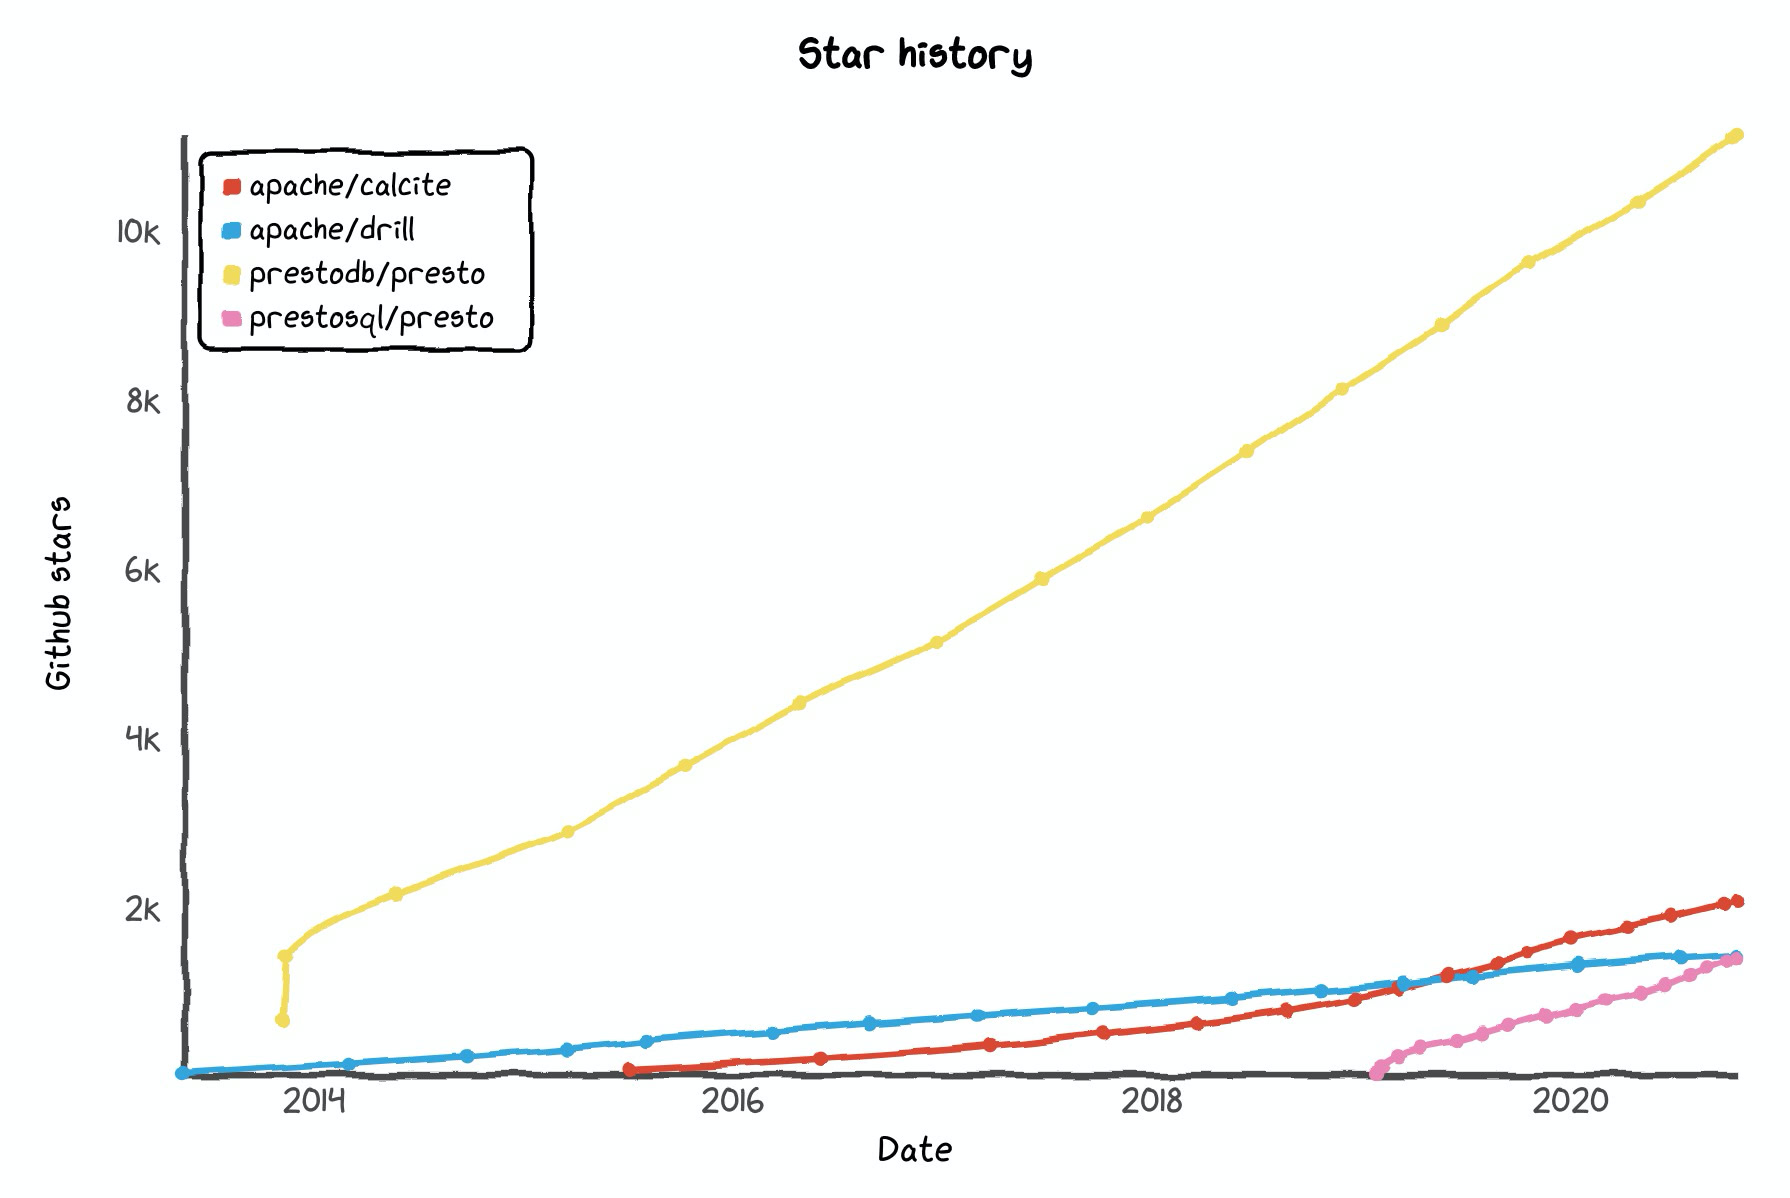 Star history
apache/calcite
apache/drill
prestodb/presto
prestosql/presto
10K
8K
6K
4K
2K
Github stars
2014
2016
2018
2020
Date